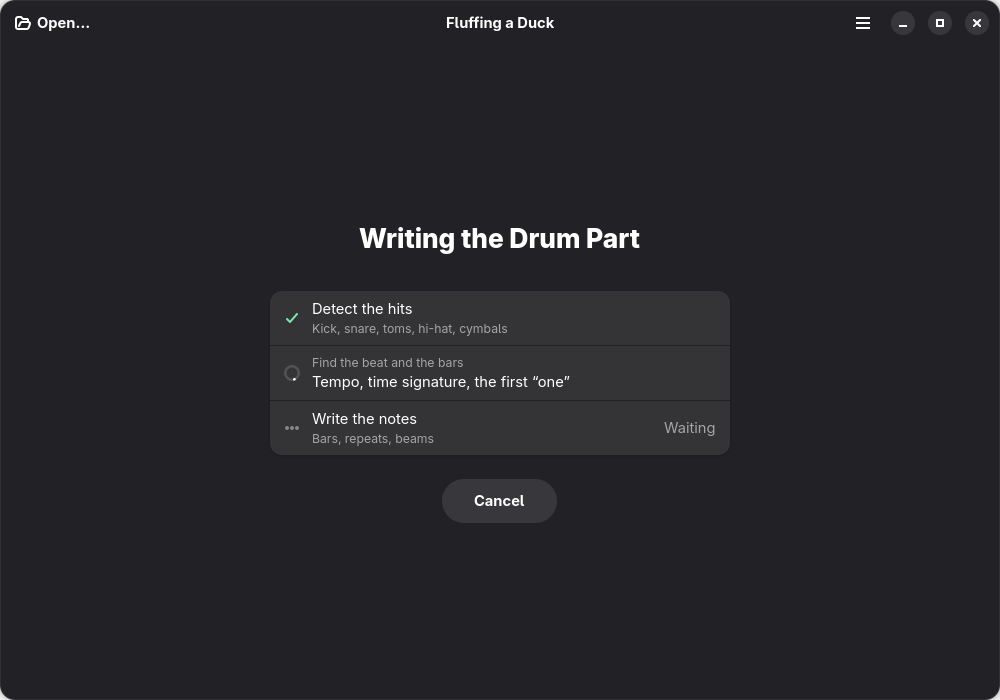 Open…
Fluffing a Duck
Writing the Drum Part
Detect the hits
Kick, snare, toms, hi-hat, cymbals
Find the beat and the bars
Tempo, time signature, the first “one”
Write the notes
Bars, repeats, beams
Waiting
Cancel